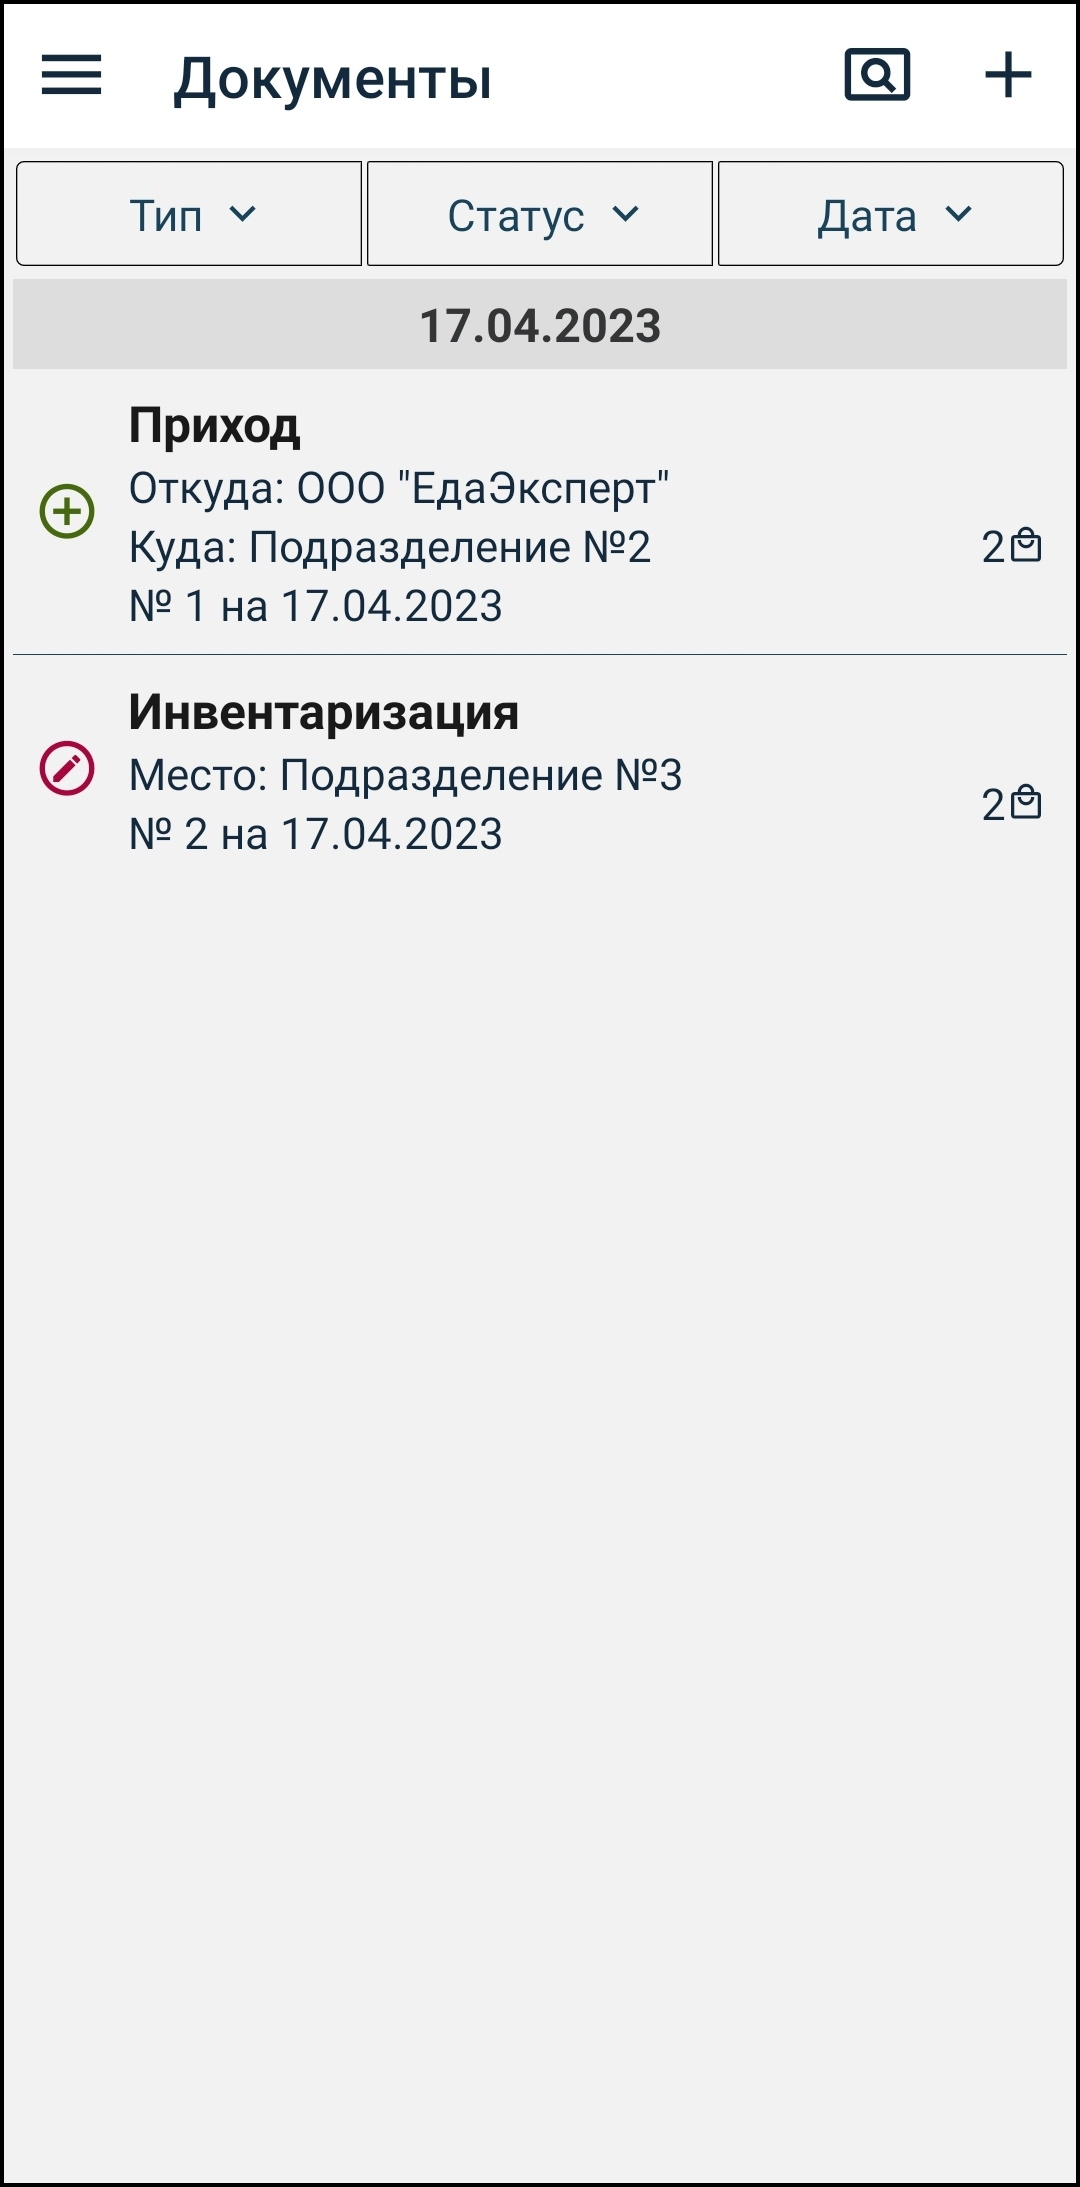 Документы
Тип
Статус
Дата
17.04.2023
Приход
Откуда: ООО "ЕдаЭксперт"
Куда: Подразделение №2
2
№ 1 на 17.04.2023
Инвентаризация
Место: Подразделение №3
2
№ 2 на 17.04.2023